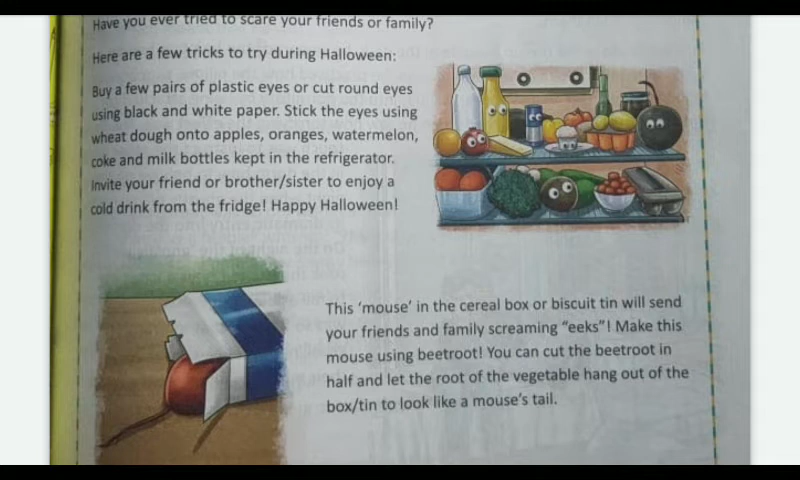 Have you ever tried to scare your friends or family?
Here are a few tricks to try during Halloween:
Buy a few pairs of plastic eyes or cut round eyes
using black and white paper. Stick the eyes using
wheat dough onto apples, oranges, watermelon,
coke and milk bottles kept in the refrigerator.
Invite your friend or brother/sister to enjoy a
cold drink from the fridge! Happy Halloween!
This ‘mouse’ in the cereal box or biscuit tin will send
your friends and family screaming “eeks”! Make this
mouse using beetroot! You can cut the beetroot in
half and let the root of the vegetable hang out of the
box/tin to look like a mouse’s tail.